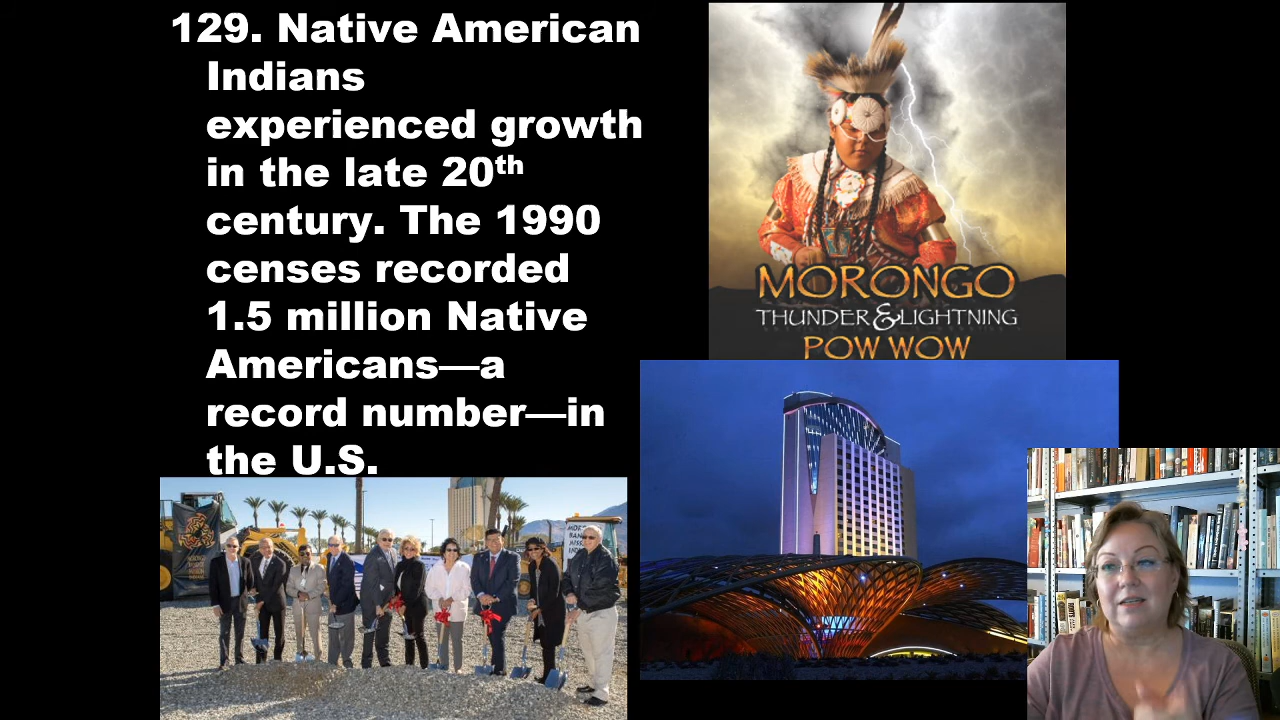 129. Native American
Indians
experienced growth
in the late 20th
century. The 1990
censes recorded
1.5 million Native
Americans—a
record number—in
the U.S.
MORONGO
THUNDER & LIGHTNING
POW WOW